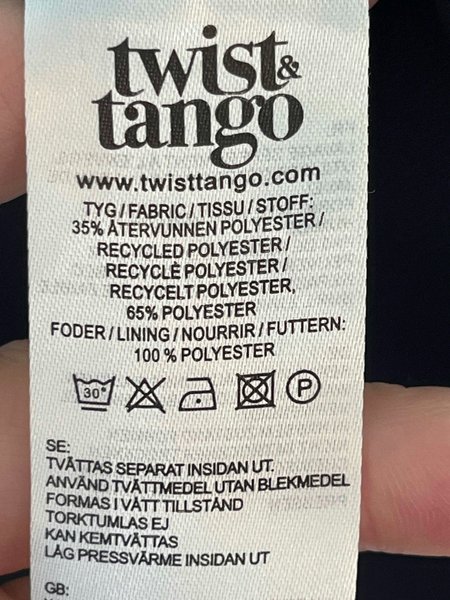 twist &
tango
www.twisttango.com
TYG / FABRIC / TISSU / STOFF:
35% ÅTERVUNNEN POLYESTER /
RECYCLED POLYESTER /
RECYCLÈ POLYESTER /
RECYCELT POLYESTER,
65% POLYESTER
FODER / LINING / NOURRIR / FUTTERN:
100 % POLYESTER
30° P
SE:
TVÄTTAS SEPARAT INSIDAN UT.
ANVÄND TVÄTTMEDEL UTAN BLEKMEDEL
FORMAS I VÅTT TILLSTÅND
TORKTUMLAS EJ
KAN KEMTVÄTTAS
LÅG PRESSVÄRME INSIDAN UT
GB: